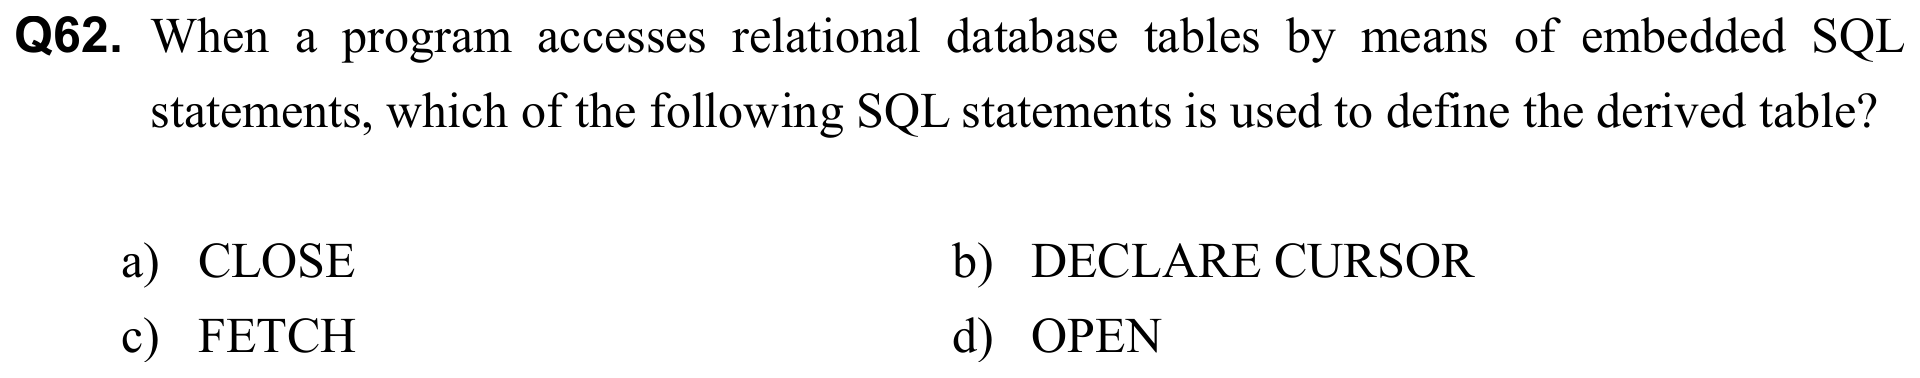 Q62. When a program accesses relational database tables by means of embedded SQL
statements, which of the following SQL statements is used to define the derived table?
a) CLOSE b) DECLARE CURSOR
c) FETCH d) OPEN